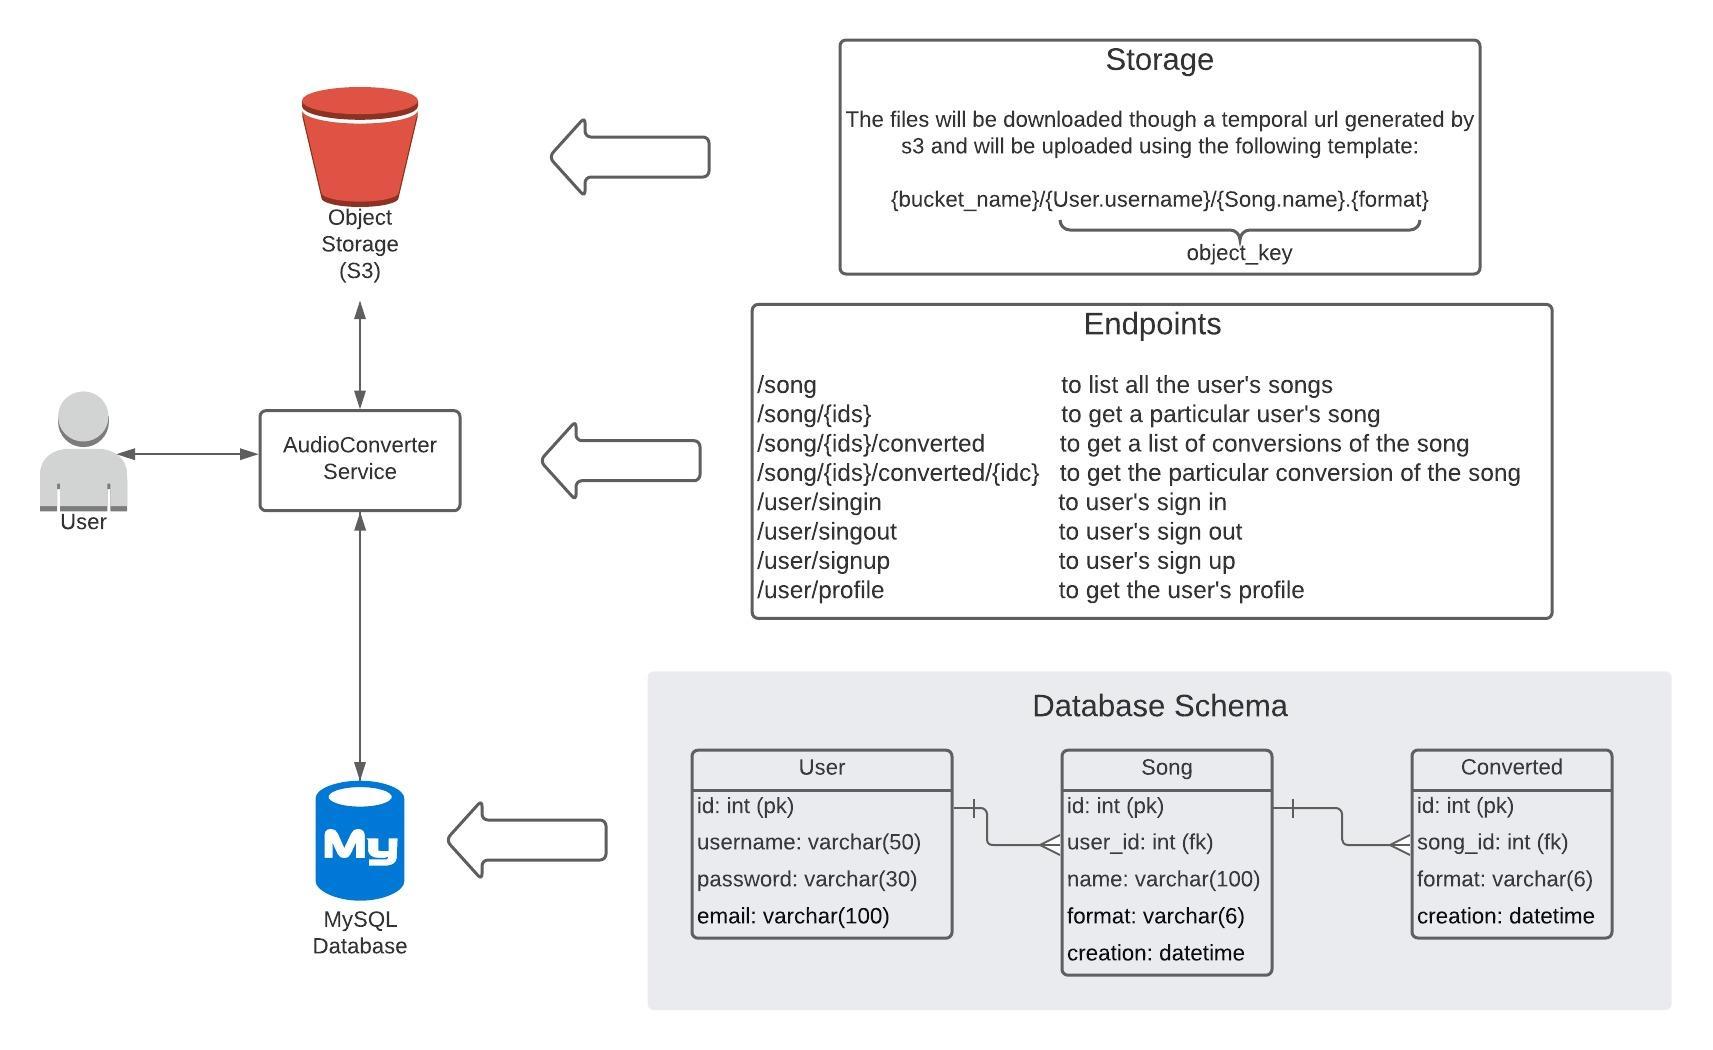 Storage
The files will be downloaded though a temporal url generated by
s3 and will be uploaded using the following template:
{bucket_name}/{User.username}/{Song.name}.{format}
object_key
Object
Storage
(S3)
Endpoints
/song to list all the user's songs
/song/{ids} to get a particular user's song
/song/{ids}/converted to get a list of conversions of the song
/song/{ids}/converted/{idc} to get the particular conversion of the song
/user/singin to user's sign in
/user/singout to user's sign out
/user/signup to user's sign up
/user/profile to get the user's profile
AudioConverter
Service
User
Database Schema
User
id: int (pk)
username: varchar(50)
password: varchar(30)
email: varchar(100)
Song
id: int (pk)
user_id: int (fk)
name: varchar(100)
format: varchar(6)
creation: datetime
Converted
id: int (pk)
song_id: int (fk)
format: varchar(6)
creation: datetime
My
MySQL
Database